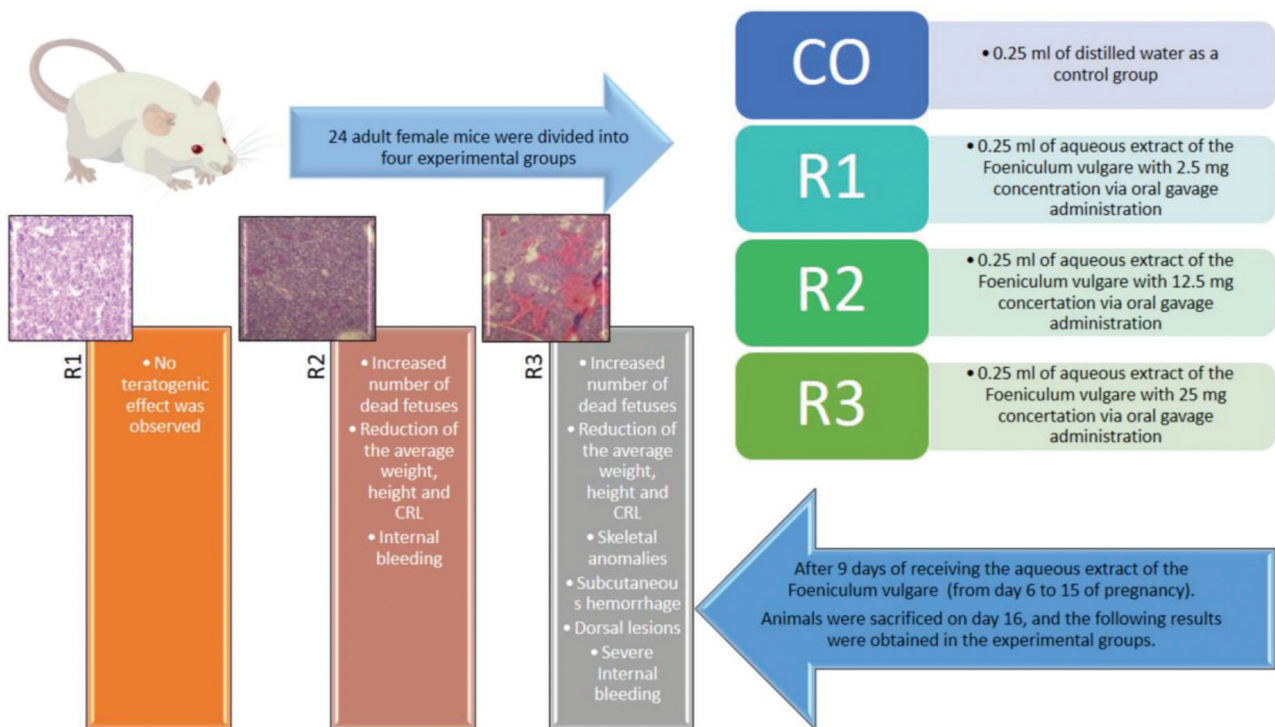 24 adult female mice were divided into
four experimental groups
CO
• 0.25 ml of distilled water as a
control group
R1
• 0.25 ml of aqueous extract of the
Foeniculum vulgare with 2.5 mg
concentration via oral gavage
administration
R2
• 0.25 ml of aqueous extract of the
Foeniculum vulgare with 12.5 mg
concertation via oral gavage
administration
R3
• 0.25 ml of aqueous extract of the
Foeniculum vulgare with 25 mg
concertation via oral gavage
administration
After 9 days of receiving the aqueous extract of the
Foeniculum vulgare (from day 6 to 15 of pregnancy).
Animals were sacrificed on day 16, and the following results
were obtained in the experimental groups.
R1
• No
teratogenic
effect was
observed
R2
• Increased
number of
dead fetuses
• Reduction of
the average
weight,
height and
CRL
• Internal
bleeding
R3
• Increased
number of
dead fetuses
• Reduction of
the average
weight,
height and
CRL
• Skeletal
anomalies
• Subcutaneou
s hemorrhage
• Dorsal lesions
• Severe
Internal
bleeding